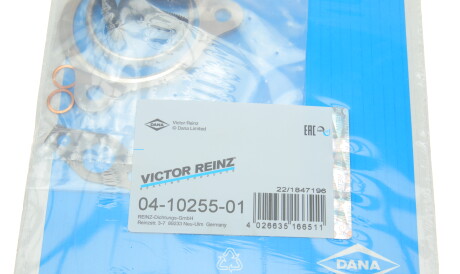 DANA
Victor Reinz
© Dana Limited
EAC
VICTOR REINZ
22/1847196
04-10255-01
REINZ-Dichtungs-GmbH
Reinzstr. 3-7 89233 Neu-Ulm Germany
4 026635 166511
DANA